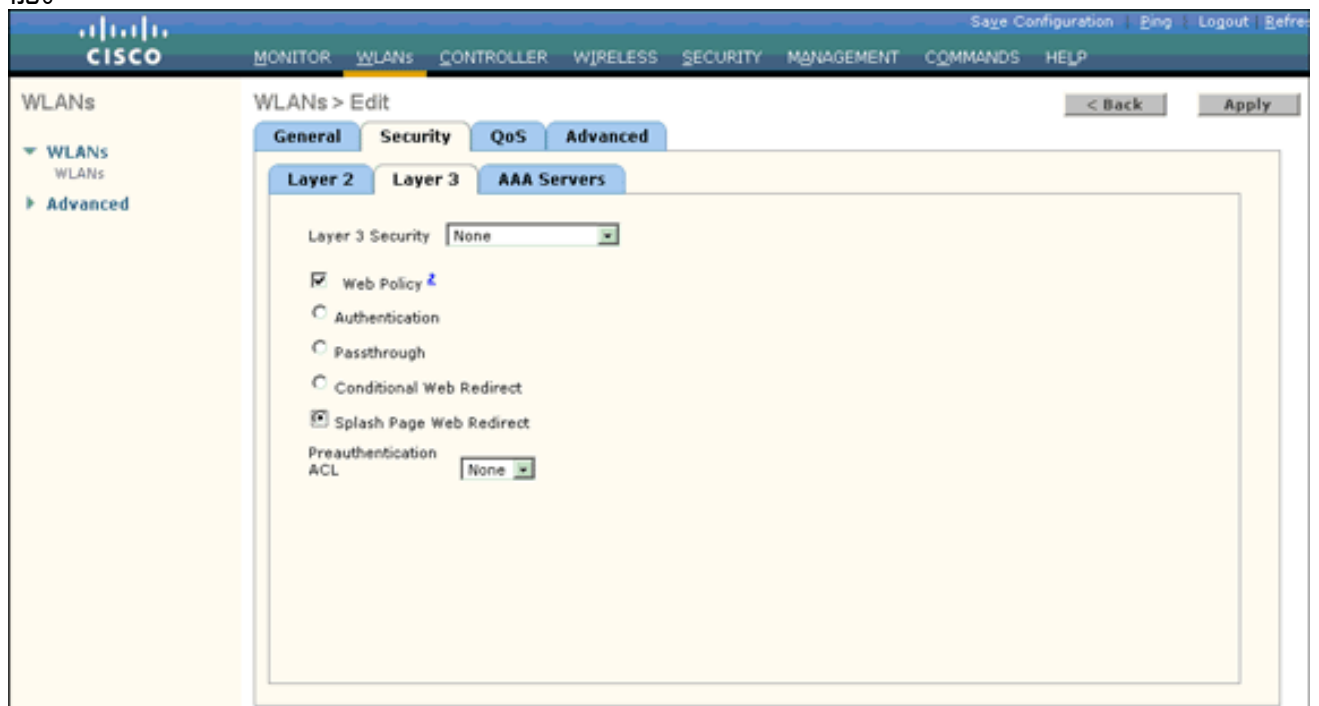 Save Configuration | Ping | Logout | Refres
CISCO
MONITOR WLANs CONTROLLER WIRELESS SECURITY MANAGEMENT COMMANDS HELP
WLANs
WLANs > Edit
< Back
Apply
General Security QoS Advanced
WLANs
WLANs
Advanced
Layer 2 Layer 3 AAA Servers
Layer 3 Security None
Web Policy 2
Authentication
Passthrough
Conditional Web Redirect
Splash Page Web Redirect
Preauthentication
ACL None